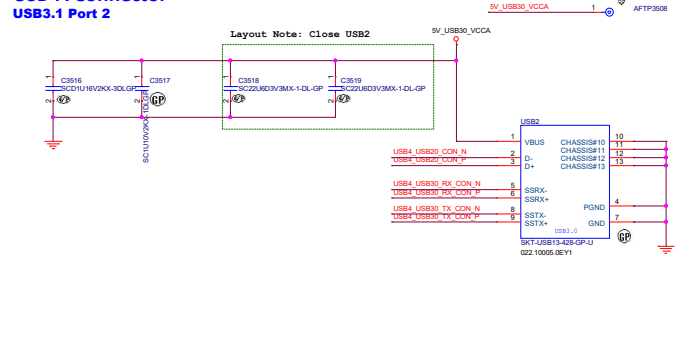 USB3.1 Port 2
5V_USB30_VCCA
1
AFTP3508
Layout Note: Close USB2
5V_USB30_VCCA
1
C3516
SCD1U16V2KX-3DLGP
2
1
C3517
SC1U10V2KX-1DLGP
2
GP
1
C3518
SC22U6D3V3MX-1-DL-GP
2
1
C3519
SC22U6D3V3MX-1-DL-GP
2
USB2
1 VBUS
CHASSIS#10 10
CHASSIS#11 11
CHASSIS#12 12
CHASSIS#13 13
USB4_USB20_CON_N 2 D-
USB4_USB20_CON_P 3 D+
USB4_USB30_RX_CON_N 5 SSRX-
USB4_USB30_RX_CON_P 6 SSRX+
PGND 4
USB4_USB30_TX_CON_N 8 SSTX-
USB4_USB30_TX_CON_P 9 SSTX+
GND 7
USB3.0
GP
SKT-USB13-428-GP-U
022.10005.0EY1